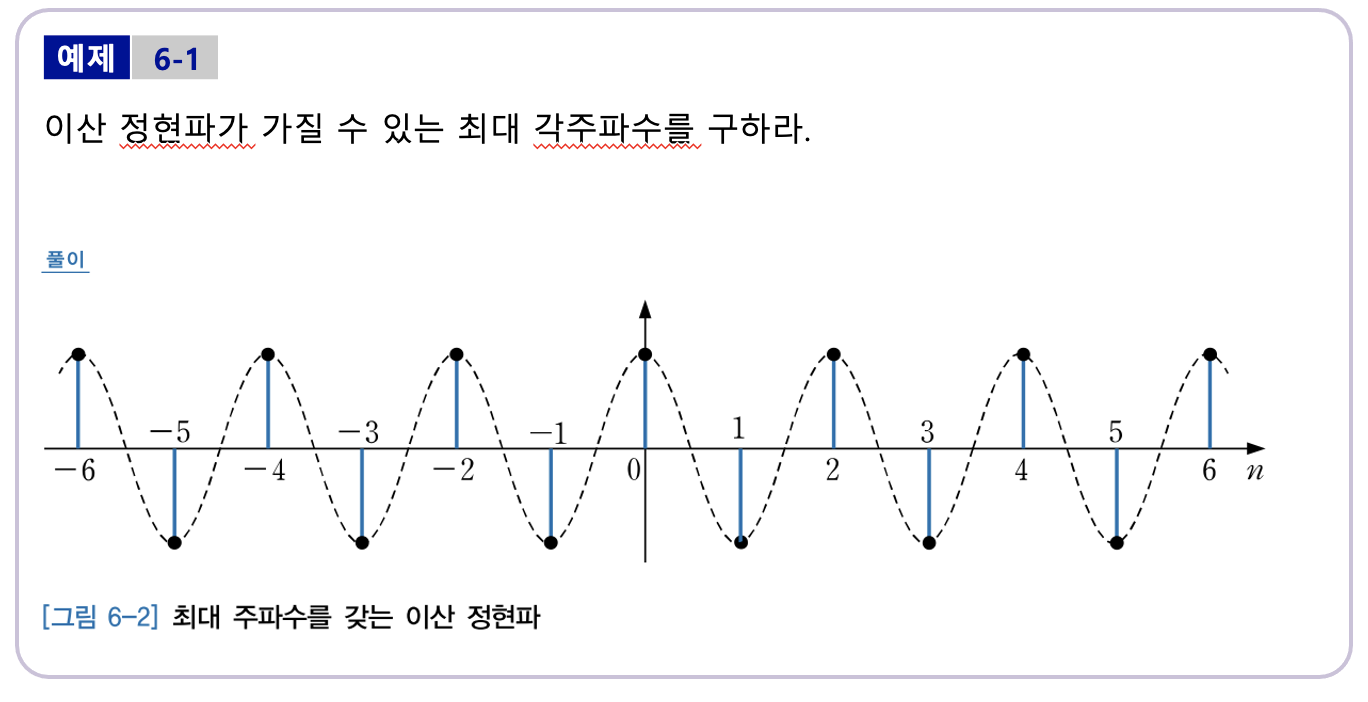 예제 6-1
이산 정현파가 가질 수 있는 최대 각주파수를 구하라.
풀이
-5 -3 -1 1 3 5
-6 -4 -2 0 2 4 6 n
[그림 6-2] 최대 주파수를 갖는 이산 정현파